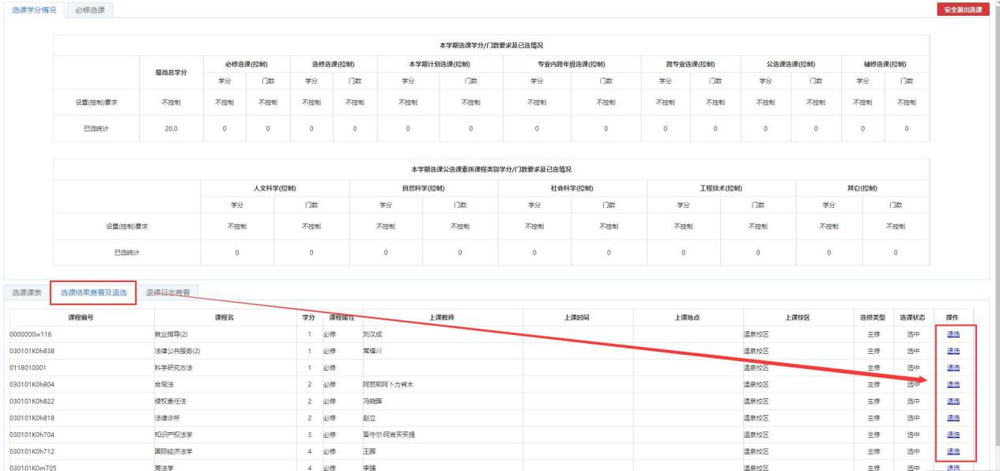 选课学分情况 必修选课 安全退出选课
本学期选课学分/门数要求及已选情况
最高总学分 必修选课(控制) 选修选课(控制) 本学期计划选课(控制) 专业内跨年级选课(控制) 跨专业选课(控制) 公选课选课(控制) 辅修选课(控制)
学分 门数 学分 门数 学分 门数 学分 门数 学分 门数 学分 门数 学分 门数
设置(控制)要求 不控制 不控制 不控制 不控制 不控制 不控制 不控制 不控制 不控制 不控制 不控制 不控制 不控制 不控制 不控制
已选统计 20.0 0 0 0 0 0 0 0 0 0 0 0 0 0 0
本学期选课公选课素质课程类别学分/门数要求及已选情况
人文科学(控制) 自然科学(控制) 社会科学(控制) 工程技术(控制) 其它(控制)
学分 门数 学分 门数 学分 门数 学分 门数 学分 门数
设置(控制)要求 不控制 不控制 不控制 不控制 不控制 不控制 不控制 不控制 不控制 不控制
已选统计 0 0 0 0 0 0 0 0 0 0
选课课表 选课结果查看及退选 退课日志查看
课程编号 课程名 学分 课程属性 上课教师 上课时间 上课地点 上课校区 选修类型 选课状态 操作
0000000w116 就业指导(2) 1 必修 刘汉成 温泉校区 主修 选中 退选
030101K0h838 法律公共服务(2) 1 必修 温泉校区 主修 选中 退选
0118010001 科学研究方法 1 必修 温泉校区 主修 选中 退选
030101K0h804 合同法 2 必修 阿丽耶阿卜力肯木 温泉校区 主修 选中 退选
030101K0h822 侵权责任法 2 必修 冯晓晖 温泉校区 主修 选中 退选
030101K0h818 法律诊所 2 必修 赵立 温泉校区 主修 选中 退选
030101K0h704 知识产权法学 3 必修 吾守尔·阿吉买买提 温泉校区 主修 选中 退选
030101K0h712 国际经济法学 4 必修 王晖 温泉校区 主修 选中 退选
030101K0m705 商法学 4 必修 李强 温泉校区 主修 选中 退选